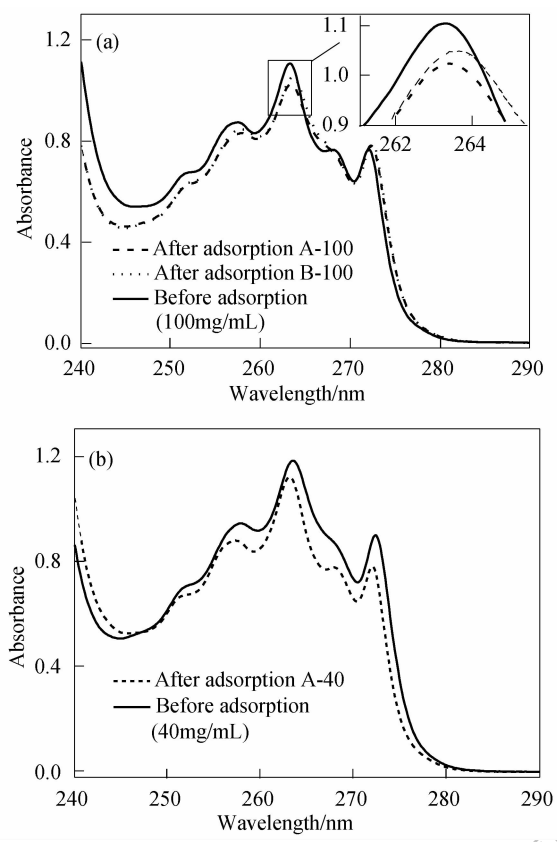 (a)
1.2
0.8
0.4
0.0
Absorbance
1.1
1.0
0.9
262 264
After adsorption A-100
After adsorption B-100
Before adsorption
(100mg/mL)
240 250 260 270 280 290
Wavelength/nm
(b)
1.2
0.8
0.4
0.0
Absorbance
After adsorption A-40
Before adsorption
(40mg/mL)
240 250 260 270 280 290
Wavelength/nm